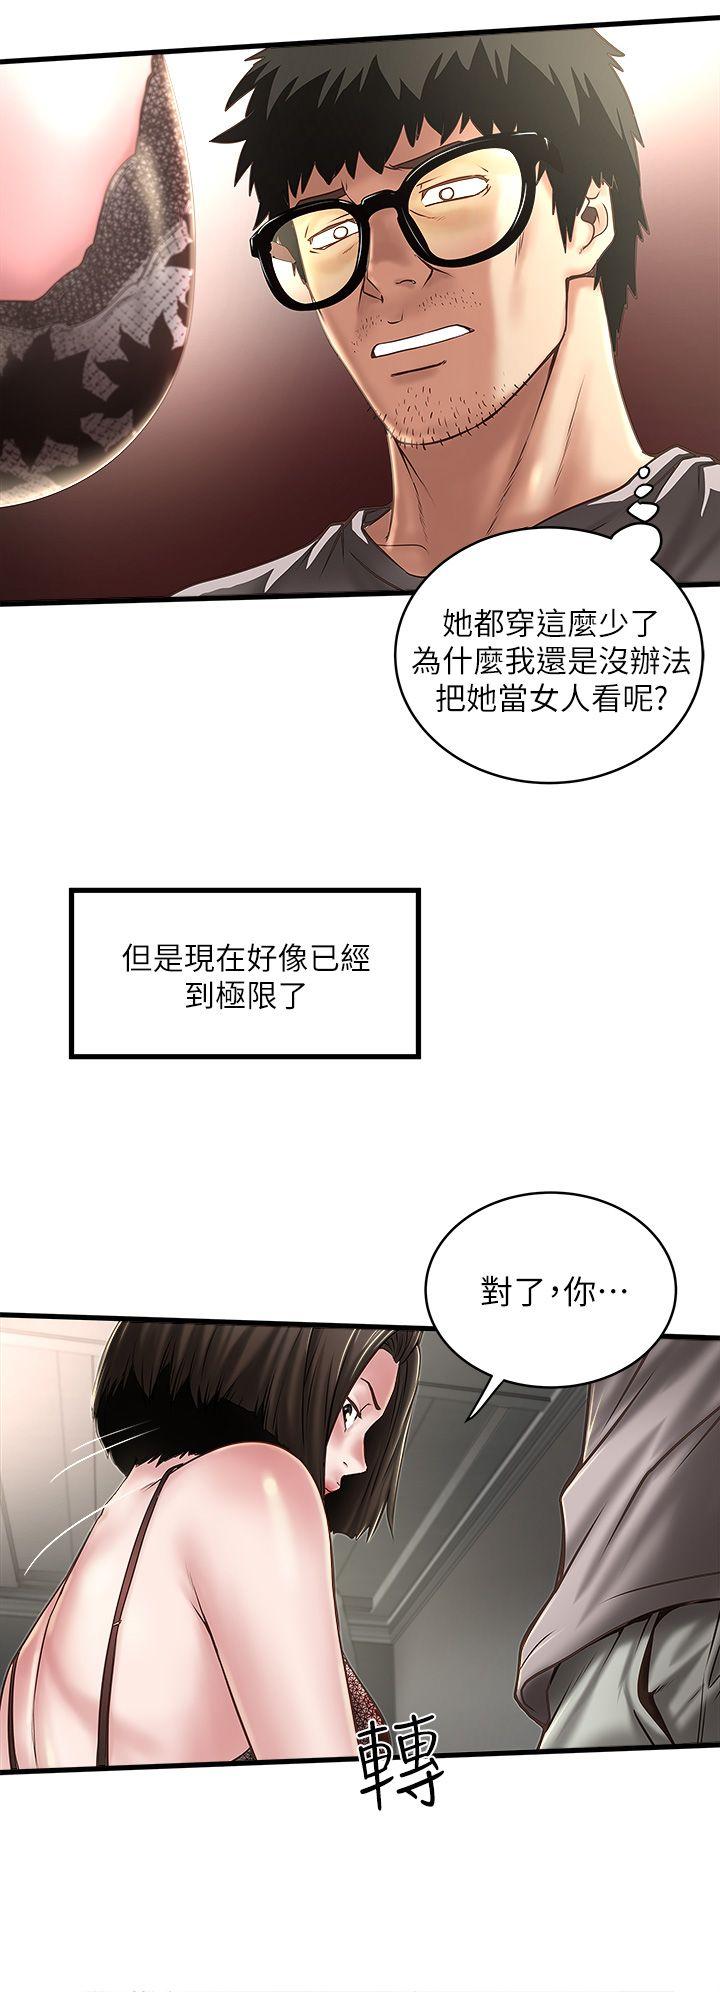 她都穿這麼少了
為什麼我還是沒辦法
把她當女人看呢?
但是現在好像已經
到極限了
對了,你…
轉